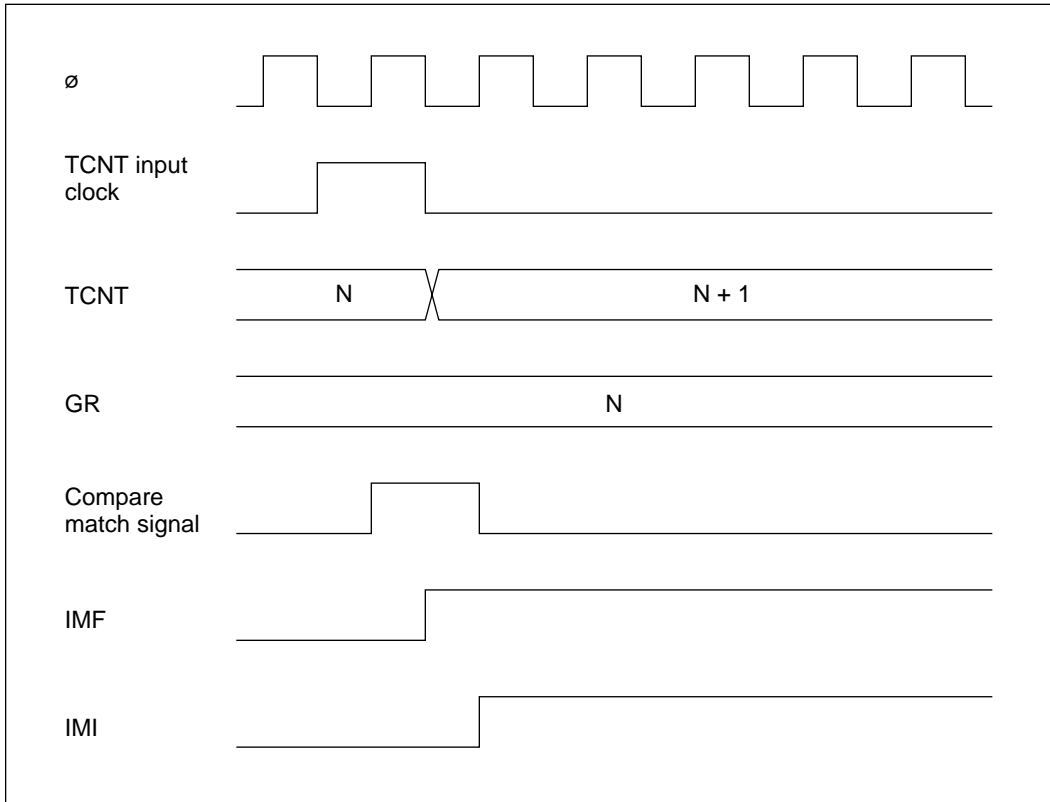 ø
TCNT input
clock
TCNT
N
N + 1
GR
N
Compare
match signal
IMF
IMI